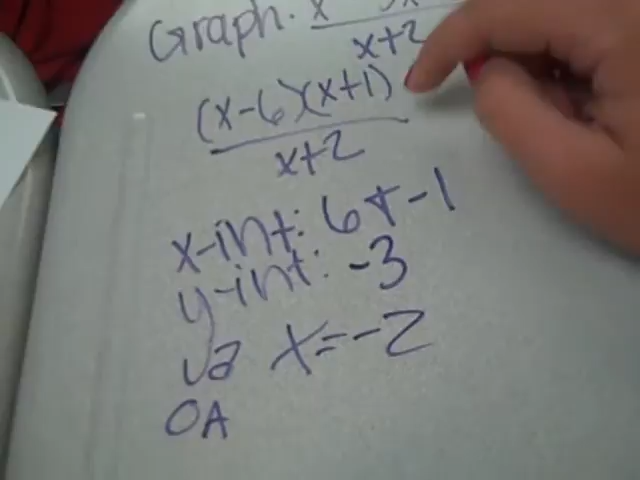 Graph: x
x+2
(x-6)(x+1)
x+2
x-int: 6 & -1
y-int: -3
va x=-2
OA